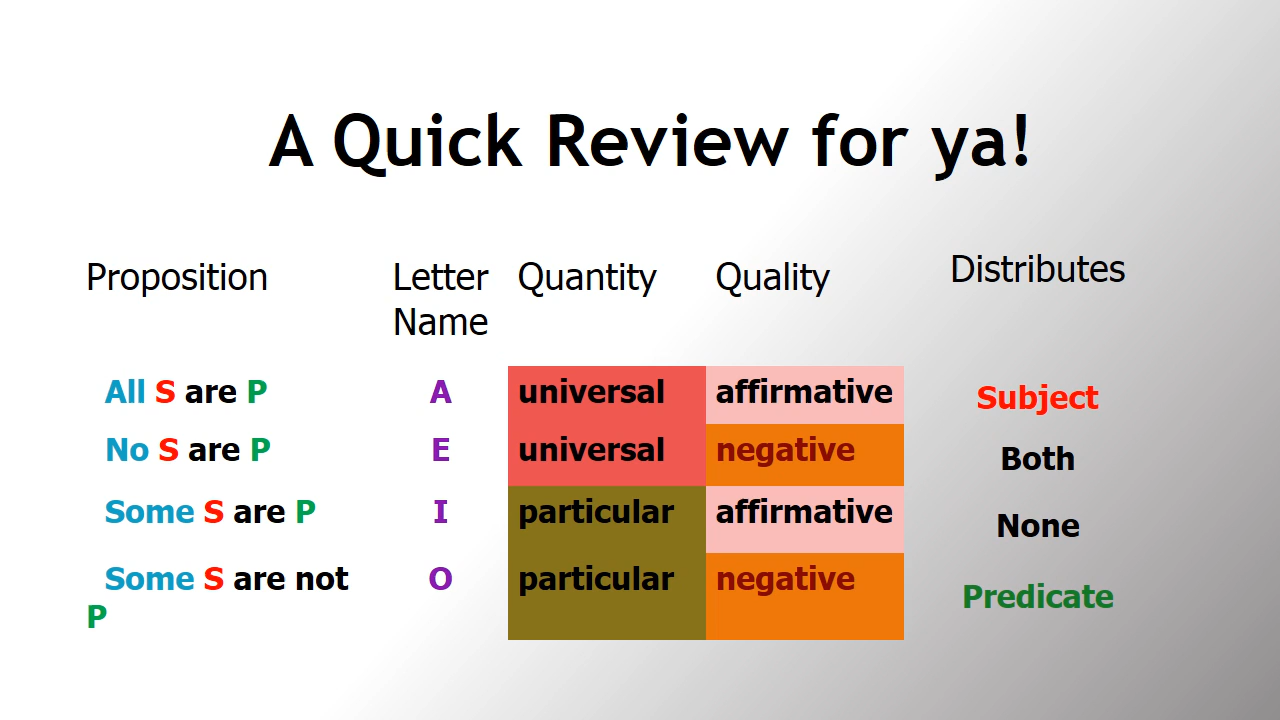 A Quick Review for ya!
Proposition Letter Name Quantity Quality Distributes
All S are P A universal affirmative Subject
No S are P E universal negative Both
Some S are P I particular affirmative None
Some S are not P O particular negative Predicate